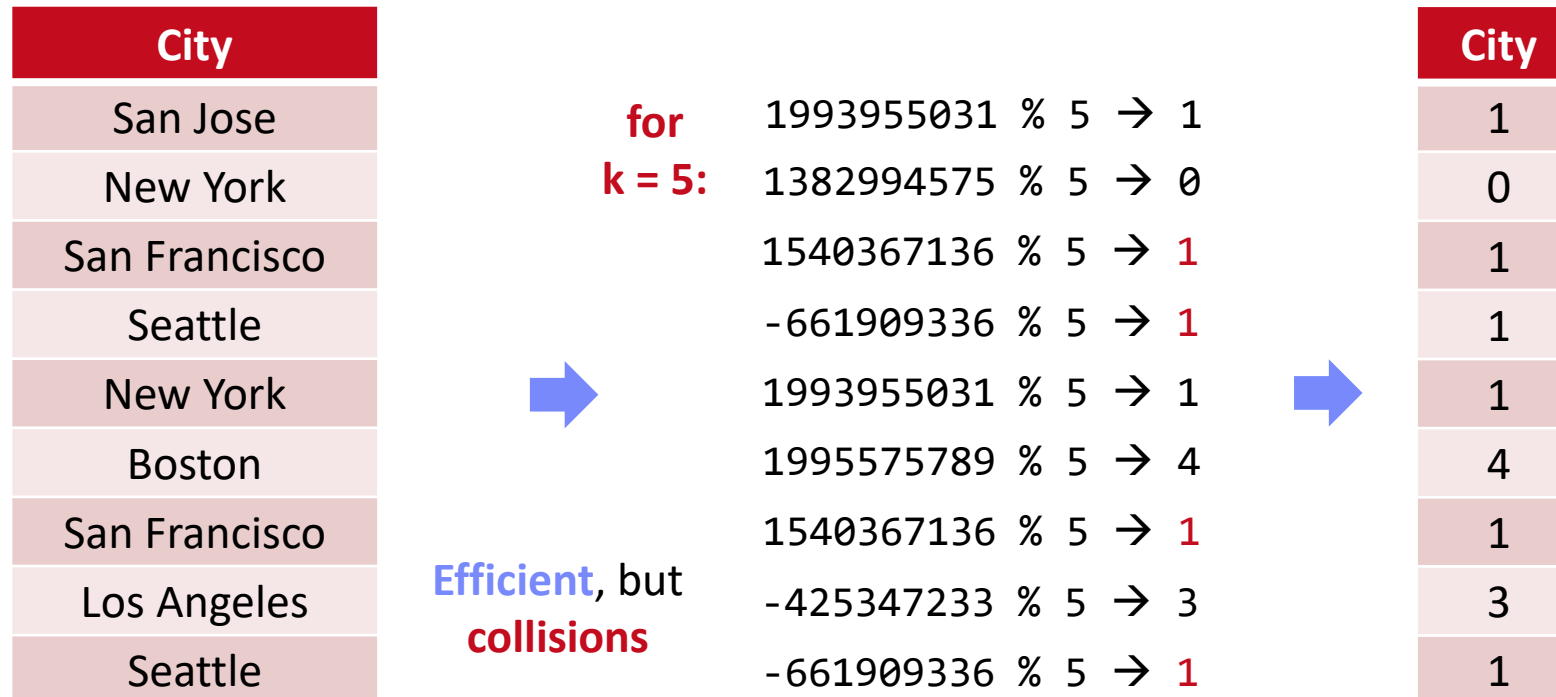 City
San Jose
New York
San Francisco
Seattle
New York
Boston
San Francisco
Los Angeles
Seattle
for
k = 5:
Efficient, but
collisions
1993955031 % 5 → 1
1382994575 % 5 → 0
1540367136 % 5 → 1
-661909336 % 5 → 1
1993955031 % 5 → 1
1995575789 % 5 → 4
1540367136 % 5 → 1
-425347233 % 5 → 3
-661909336 % 5 → 1
City
1
0
1
1
1
4
1
3
1